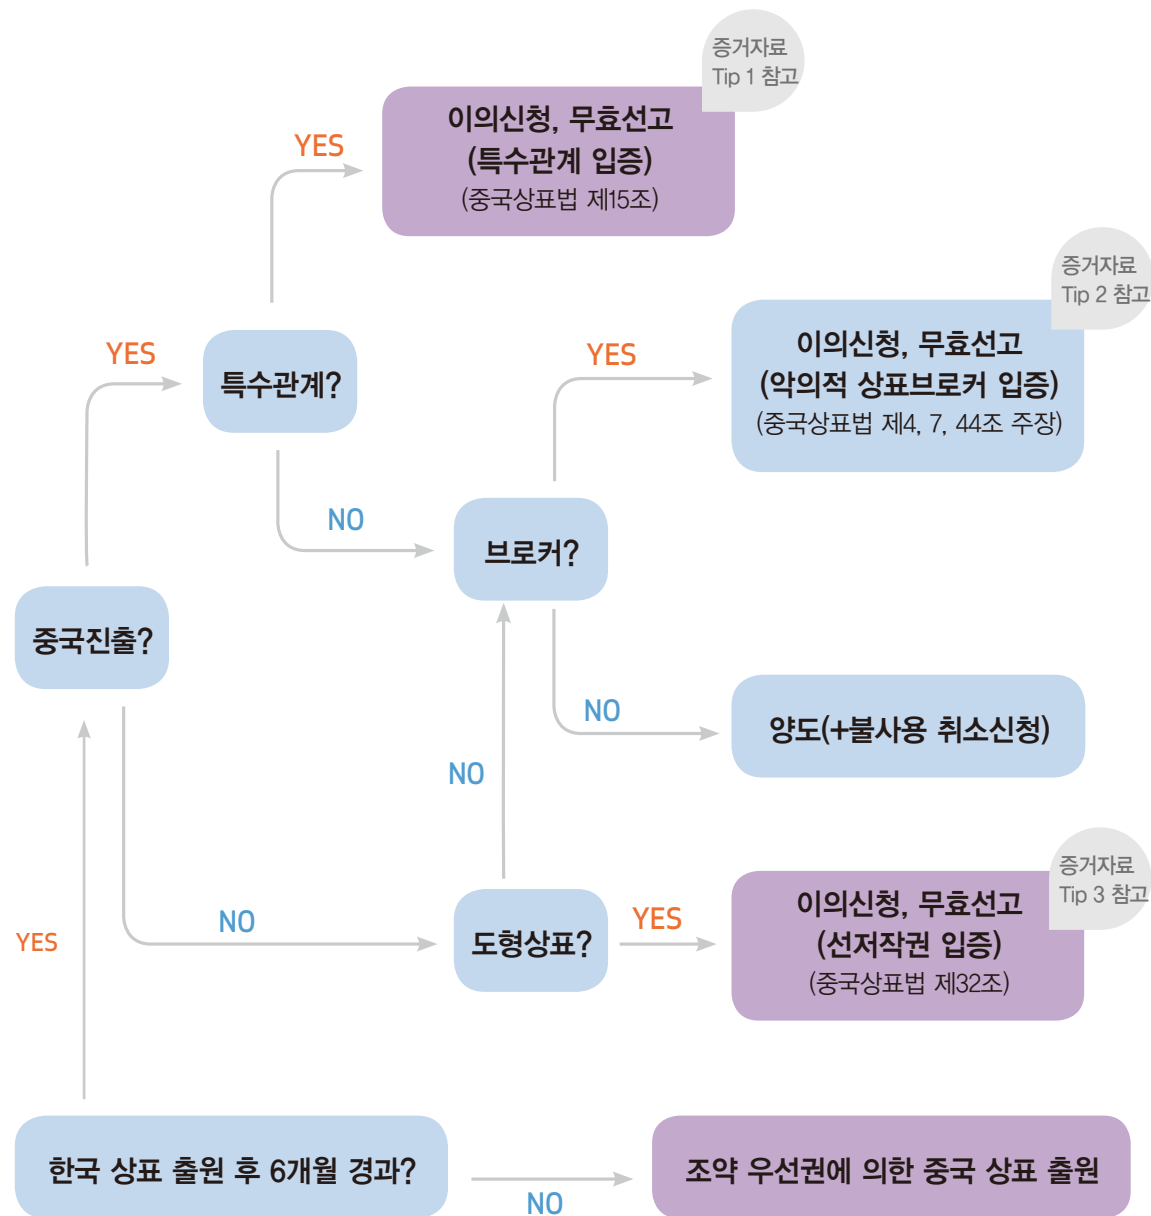 증거자료
Tip 1 참고
이의신청, 무효선고
(특수관계 입증)
(중국상표법 제15조)
YES
증거자료
Tip 2 참고
YES
특수관계?
YES
이의신청, 무효선고
(악의적 상표브로커 입증)
(중국상표법 제4, 7, 44조 주장)
NO
브로커?
중국진출?
NO
양도(+불사용 취소신청)
NO
증거자료
Tip 3 참고
YES
NO
도형상표?
YES
이의신청, 무효선고
(선저작권 입증)
(중국상표법 제32조)
한국 상표 출원 후 6개월 경과?
NO
조약 우선권에 의한 중국 상표 출원